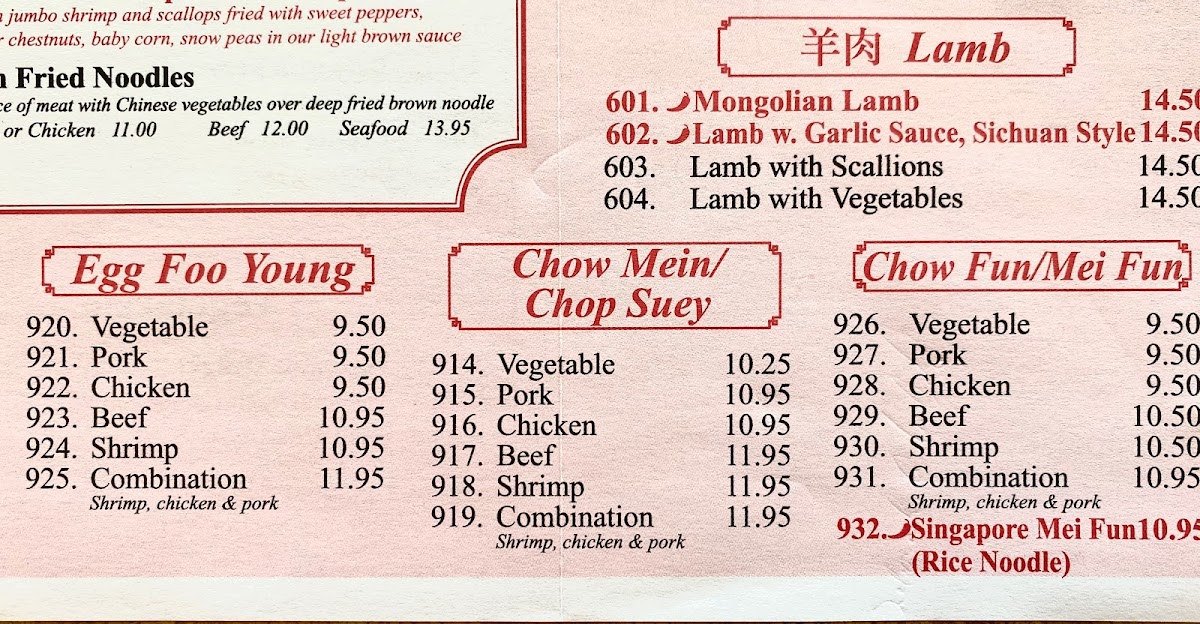 jumbo shrimp and scallops fried with sweet peppers,
chestnuts, baby corn, snow peas in our light brown sauce
Fried Noodles
of meat with Chinese vegetables over deep fried brown noodle
or Chicken 11.00 Beef 12.00 Seafood 13.95
羊肉 Lamb
601. Mongolian Lamb 14.50
602. Lamb w. Garlic Sauce, Sichuan Style 14.50
603. Lamb with Scallions 14.50
604. Lamb with Vegetables 14.50
Egg Foo Young
920. Vegetable 9.50
921. Pork 9.50
922. Chicken 9.50
923. Beef 10.95
924. Shrimp 10.95
925. Combination 11.95
Shrimp, chicken & pork
Chow Mein/
Chop Suey
914. Vegetable 10.25
915. Pork 10.95
916. Chicken 10.95
917. Beef 11.95
918. Shrimp 11.95
919. Combination 11.95
Shrimp, chicken & pork
Chow Fun/Mei Fun
926. Vegetable 9.50
927. Pork 9.50
928. Chicken 9.50
929. Beef 10.50
930. Shrimp 10.50
931. Combination 10.95
Shrimp, chicken & pork
932. Singapore Mei Fun 10.95
(Rice Noodle)